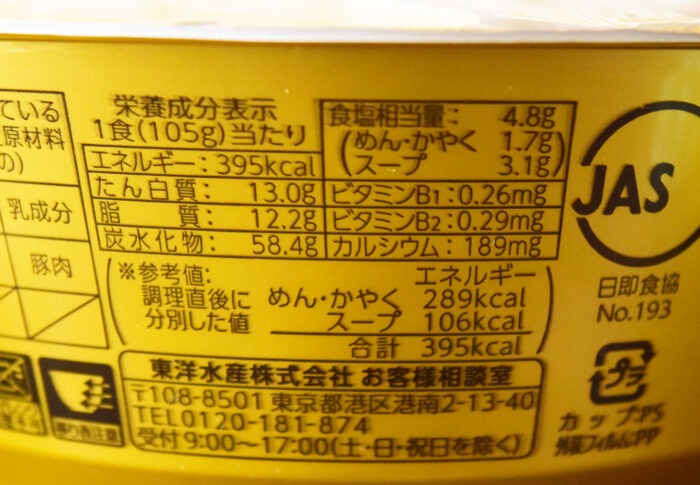 ている
原材料
の)
乳成分
豚肉
栄養成分表示
1食(105g)当たり
エネルギー:395kcal
たん白質: 13.0g
脂 質: 12.2g
炭水化物: 58.4g
食塩相当量: 4.8g
(めん・かやく 1.7g
スープ 3.1g)
ビタミンB1:0.26mg
ビタミンB2:0.29mg
カルシウム:189mg
※参考値: エネルギー
調理直後に めん・かやく 289kcal
分別した値 スープ 106kcal
合計 395kcal
東洋水産株式会社 お客様相談室
〒108-8501 東京都港区港南2-13-40
TEL0120-181-874
受付 9:00~17:00(土・日・祝日を除く)
JAS
日即食協
No.193
プラ
カップ:PS
外装フィルム:PP